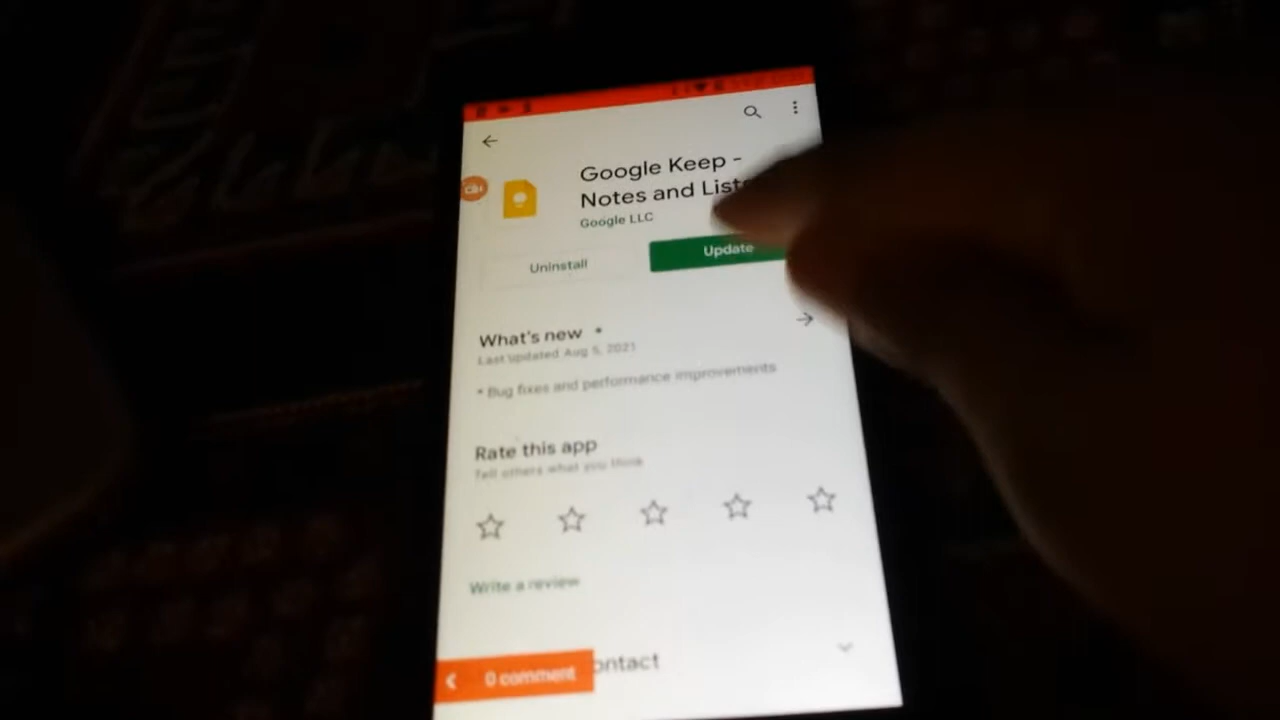 Google Keep -
Notes and Lists
Google LLC
Uninstall
Update
What's new •
Last updated Aug 5, 2021
* Bug fixes and performance improvements
Rate this app
Tell others what you think
Write a review
0 comment
ontact